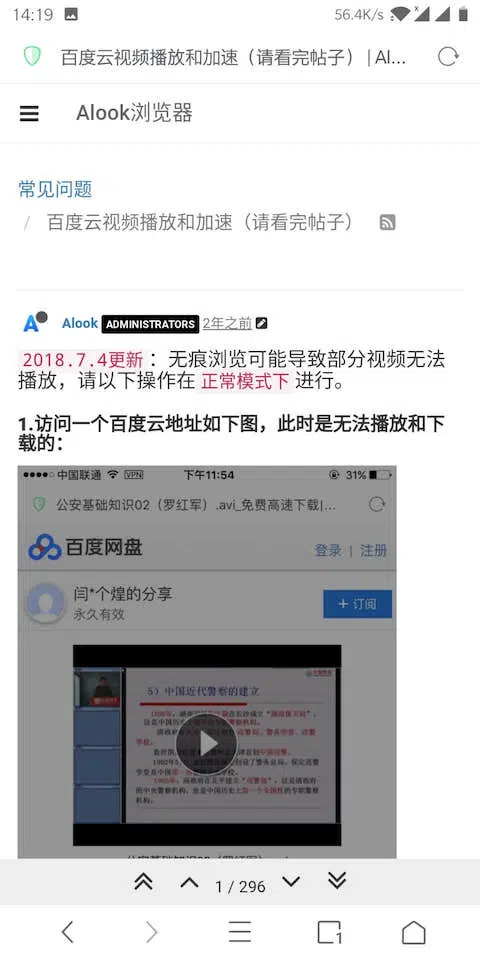 14:19
56.4K/s
百度云视频播放和加速（请看完帖子） | Al...
Alook浏览器
常见问题
/ 百度云视频播放和加速（请看完帖子）
Alook ADMINISTRATORS 2年之前
2018.7.4更新： 无痕浏览可能导致部分视频无法
播放，请以下操作在 正常模式下 进行。
1.访问一个百度云地址如下图，此时是无法播放和下
载的：
中国联通 VPN 下午11:54 31%
公安基础知识02（罗红军）.avi_免费高速下载|...
百度网盘
登录 | 注册
闫*个煌的分享
永久有效
+ 订阅
5）中国近代警察的建立
1 / 296
1